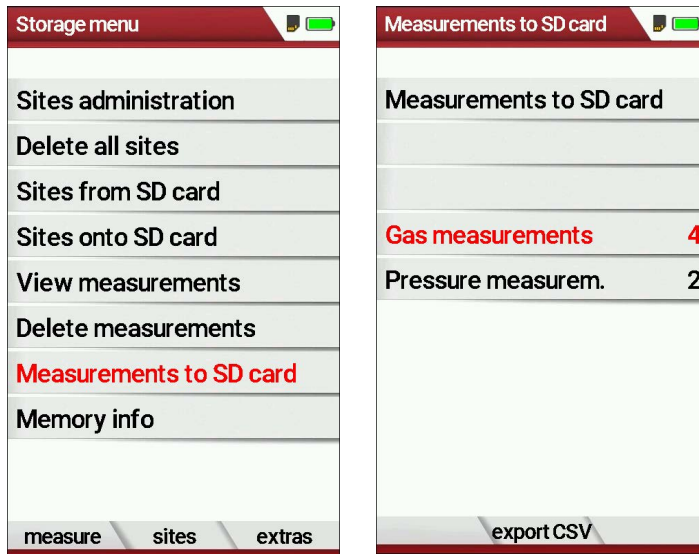 Storage menu
Sites administration
Delete all sites
Sites from SD card
Sites onto SD card
View measurements
Delete measurements
Measurements to SD card
Memory info
measure sites extras
Measurements to SD card
Measurements to SD card
Gas measurements 4
Pressure measurem. 2
export CSV